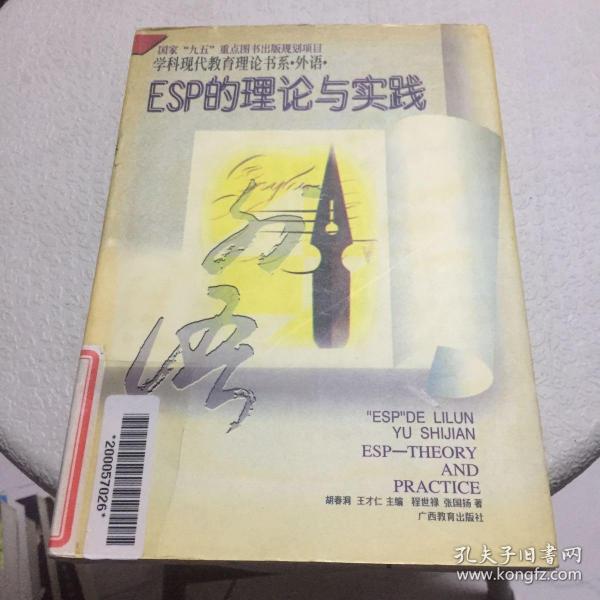 国家“九五”重点图书出版规划项目
学科现代教育理论书系·外语·
ESP的理论与实践
外
语
"ESP"DE LILUN
YU SHIJIAN
ESP—THEORY
AND
PRACTICE
胡春洞 王才仁 主编 程世禄 张国扬 著
广西教育出版社
*200057026*
孔夫子旧书网
www.kongfz.com